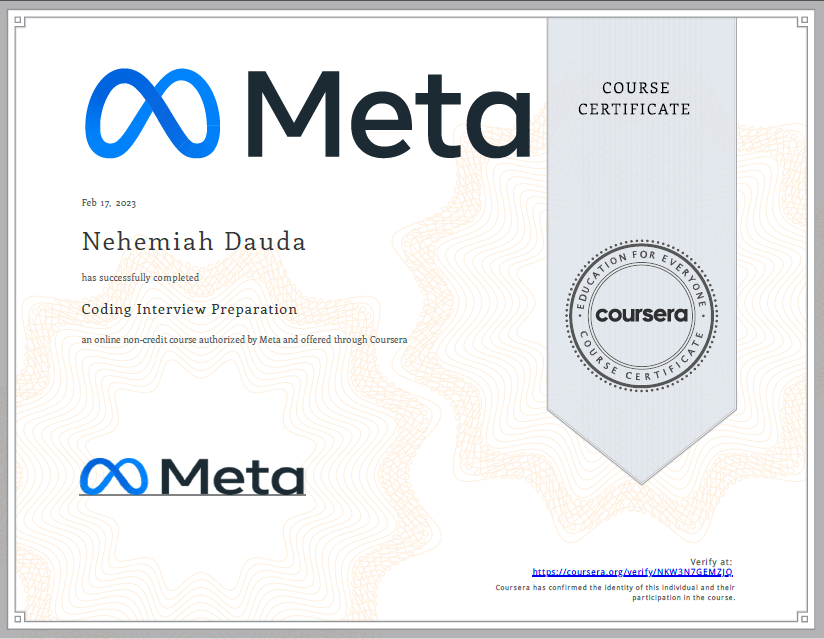 Meta
COURSE
CERTIFICATE
Feb 17, 2023
Nehemiah Dauda
has successfully completed
Coding Interview Preparation
an online non-credit course authorized by Meta and offered through Coursera
EDUCATION FOR EVERYONE
coursera
COURSE CERTIFICATE
Meta
Verify at:
https://coursera.org/verify/NKW3N7GEMZJQ
Coursera has confirmed the identity of this individual and their
participation in the course.